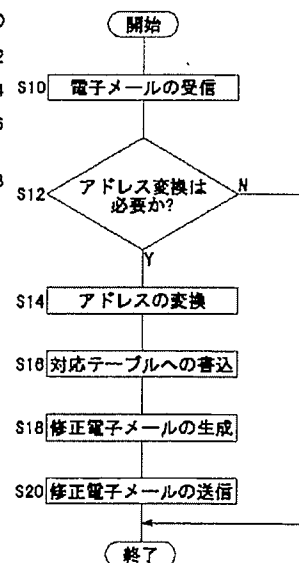 開始
S10 電子メールの受信
S12 アドレス変換は
必要か?
N
Y
S14 アドレスの変換
S16 対応テーブルへの書込
S18 修正電子メールの生成
S20 修正電子メールの送信
終了